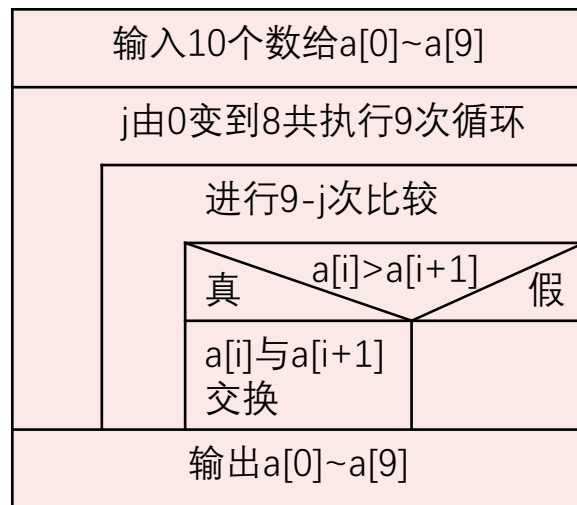 输入10个数给a[0]~a[9]
j由0变到8共执行9次循环
进行9-j次比较
a[i]>a[i+1]
真
假
a[i]与a[i+1]
交换
输出a[0]~a[9]